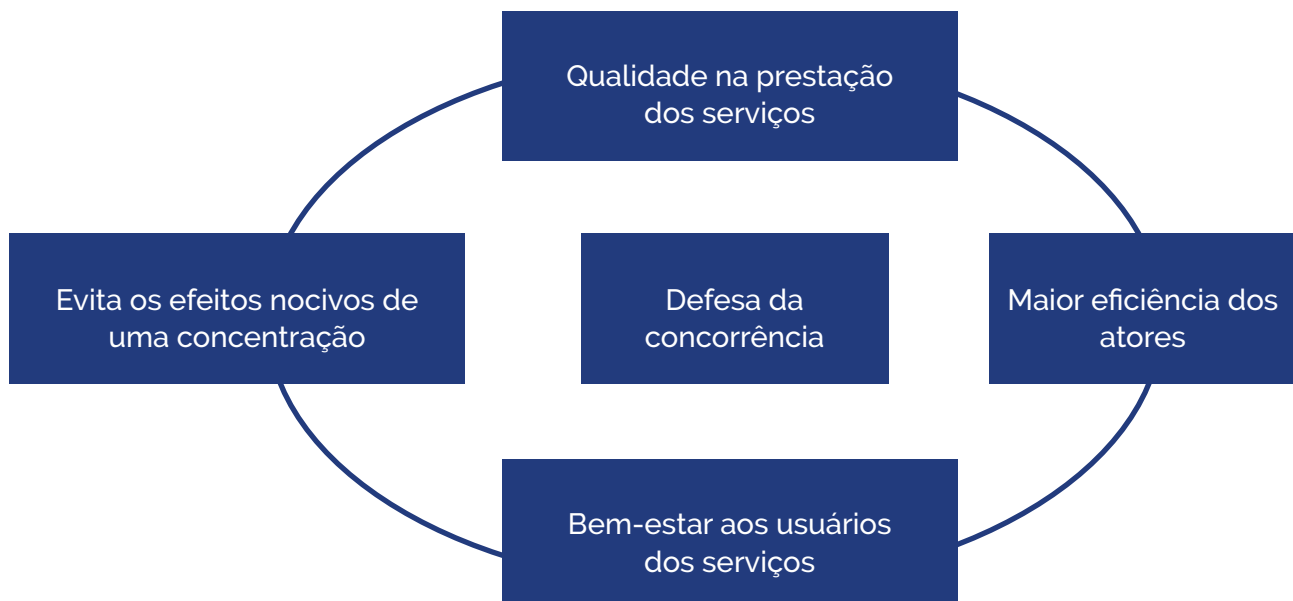 Qualidade na prestação
dos serviços
Evita os efeitos nocivos de
uma concentração
Defesa da
concorrência
Maior eficiência dos
atores
Bem-estar aos usuários
dos serviços